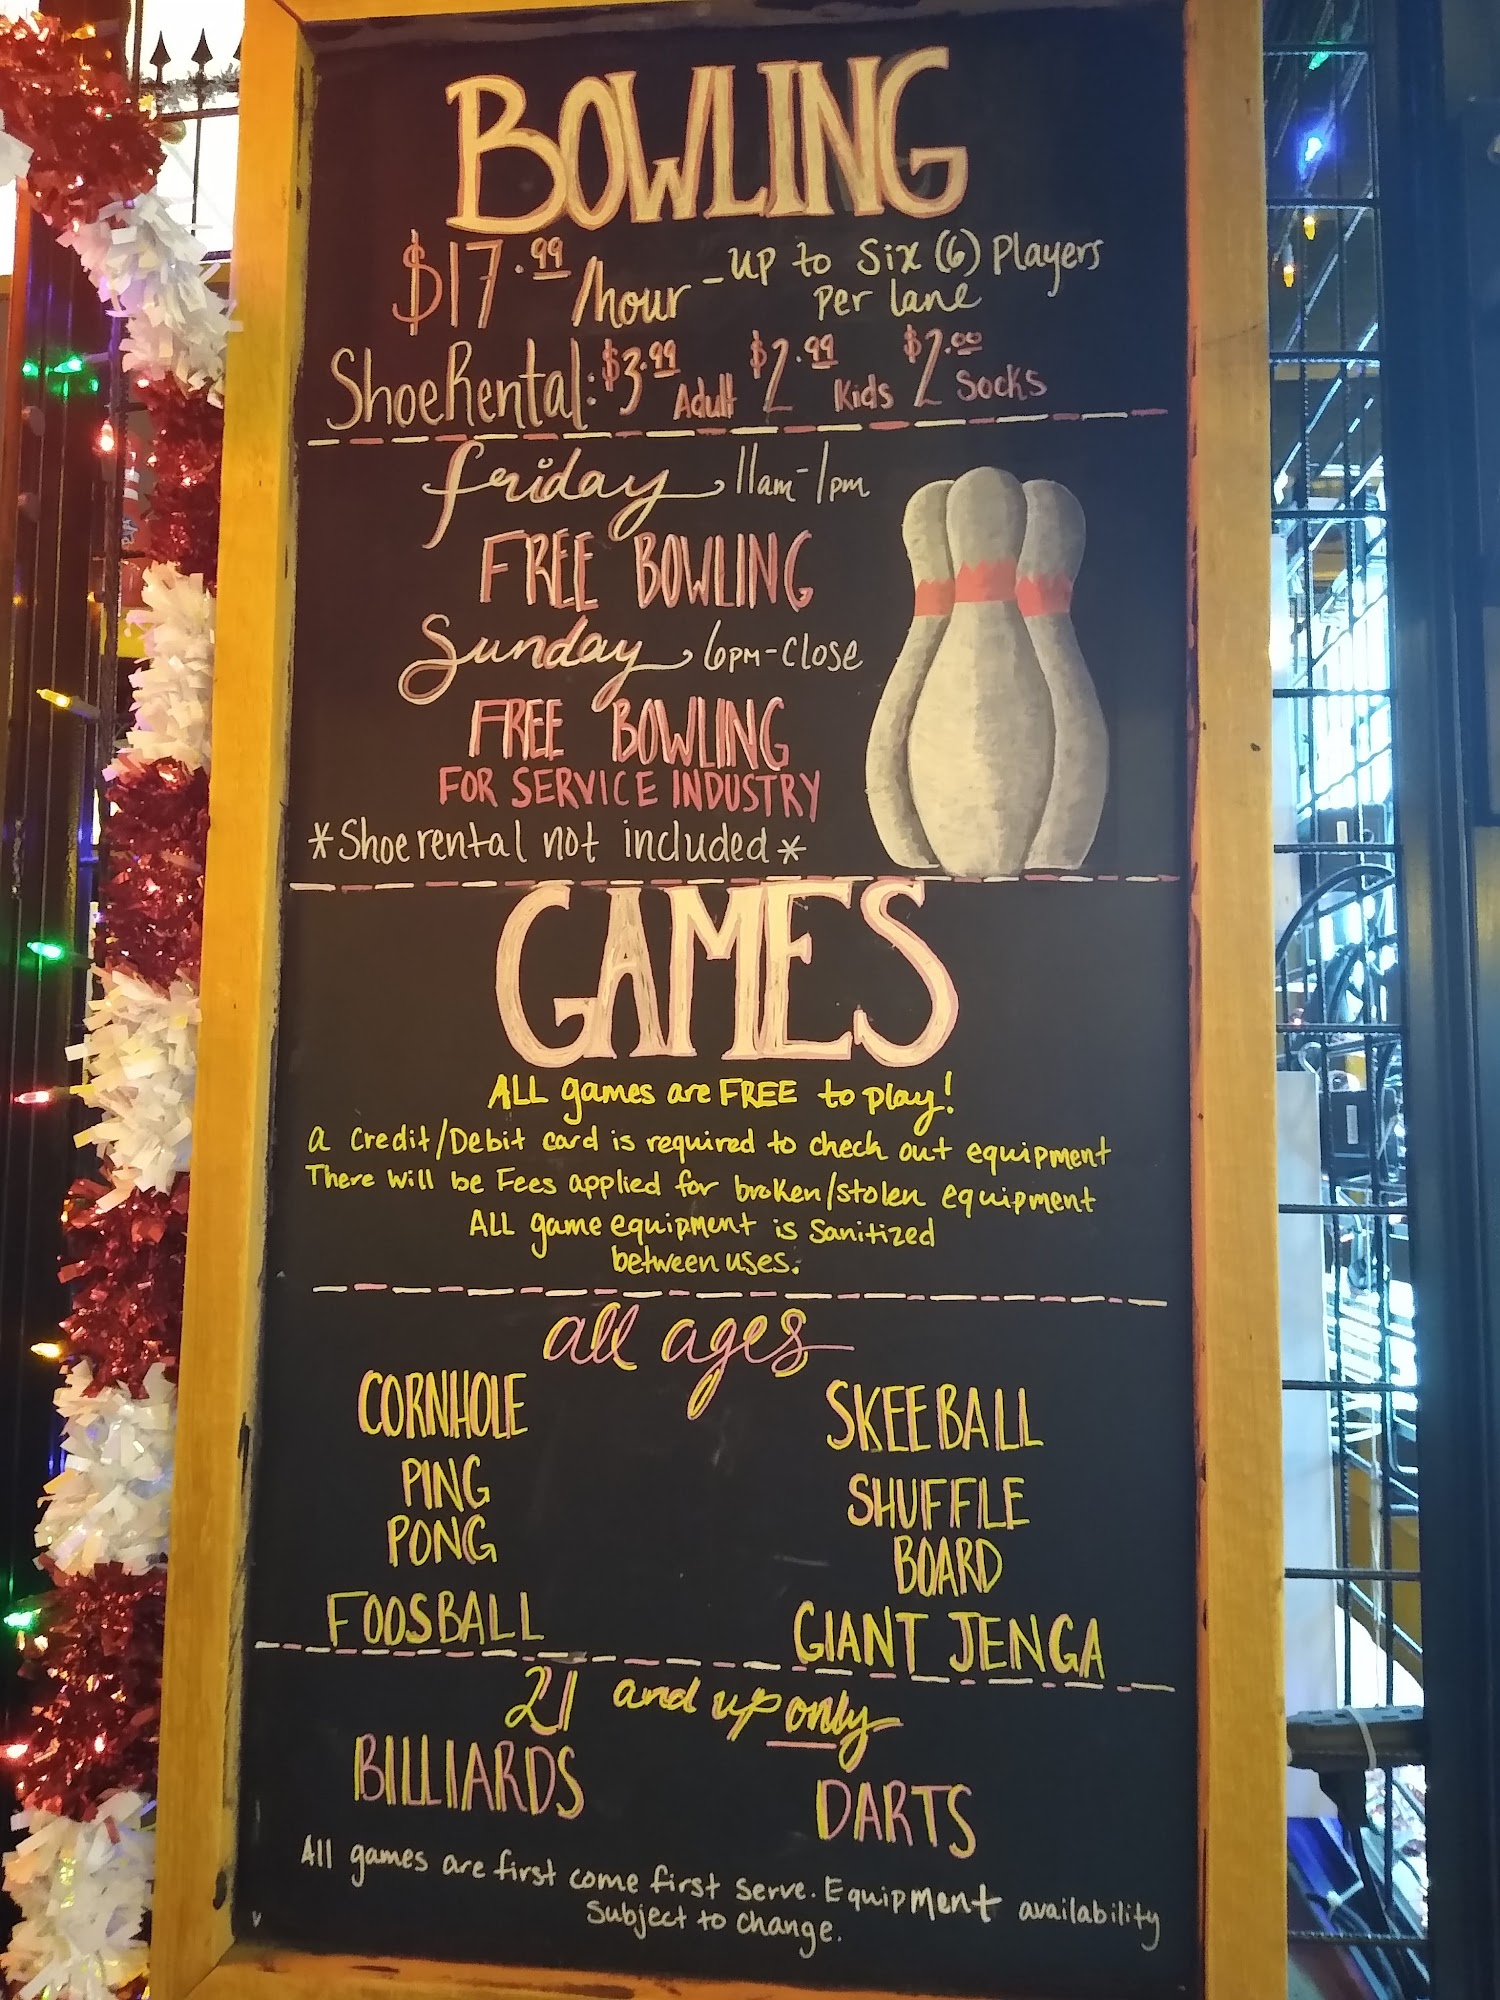 BOWLING
$17.99/hour - up to Six (6) Players
per lane
Shoe Rental: $3.99 Adult $2.99 Kids $2.00 Socks
friday 11am-1pm
FREE BOWLING
Sunday 6pm-Close
FREE BOWLING
FOR SERVICE INDUSTRY
*Shoe rental not included*
GAMES
ALL games are FREE to play!
A Credit/Debit card is required to check out equipment
There Will be Fees applied for broken/stolen equipment
ALL game equipment is Sanitized
between uses.
all ages
CORNHOLE SKEEBALL
PING SHUFFLE
PONG BOARD
FOOSBALL GIANT JENGA
21 and up only
BILLIARDS DARTS
All games are first come first serve. Equipment availability
Subject to change.